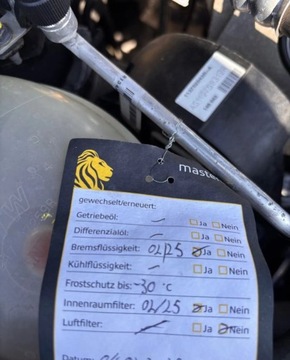 maste
gewechselt/erneuert:
Getriebeöl: – Ja Nein
Differenzialöl: – Ja Nein
Bremsflüssigkeit: 02/25 Ja Nein
Kühlflüssigkeit: – Ja Nein
Frostschutz bis: -30 °C
Innenraumfilter: 02/25 Ja Nein
Luftfilter: – Ja Nein
Datum: